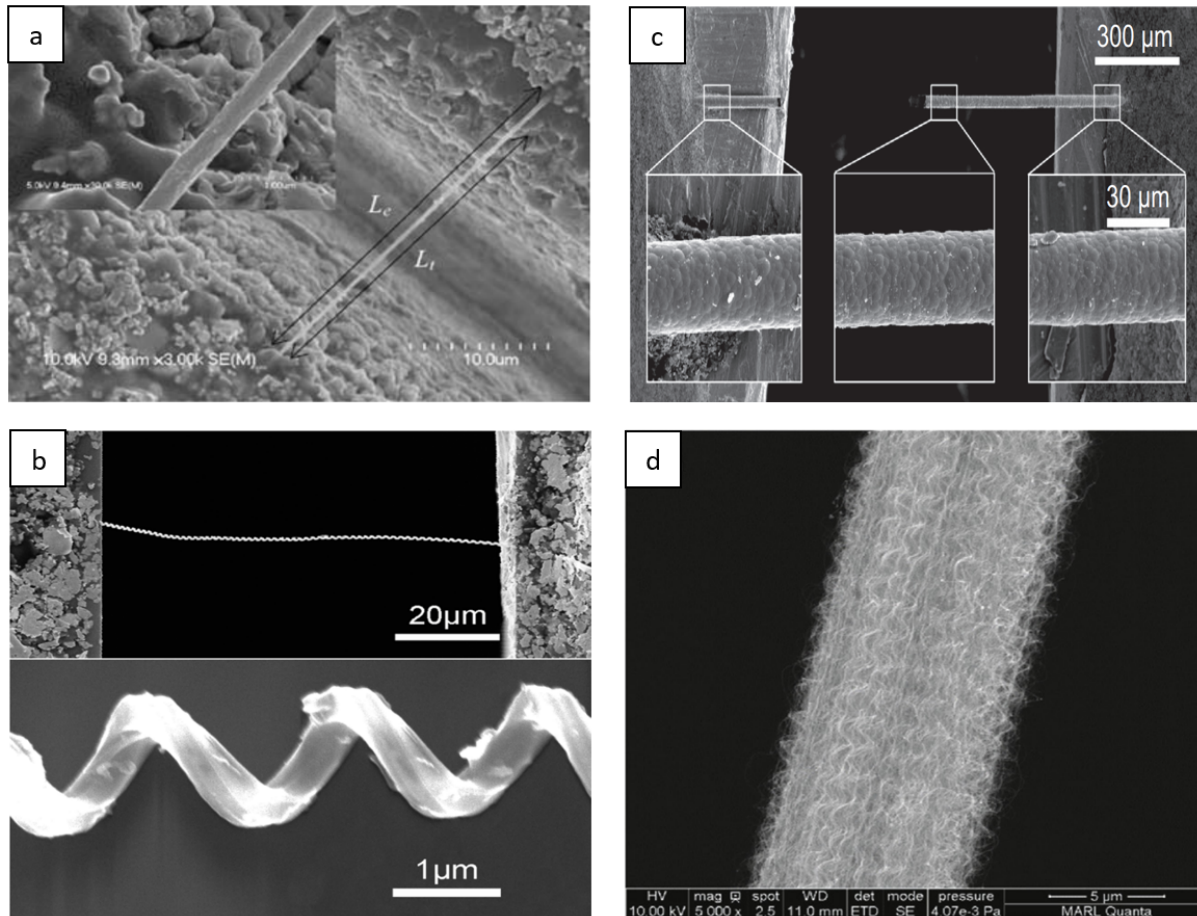 a
5.0kV 9.4mm x30.0k SE(M)
1.00um
L
e
L
t
10.0kV 9.3mm x3.00k SE(M)
10.0um
b
20μm
1μm
c
300 μm
30 μm
d
HV mag spot WD det mode pressure 5 μm
10.00 kV 5 000 x 2.5 11.0 mm ETD SE 4.07e-3 Pa MARL Quanta